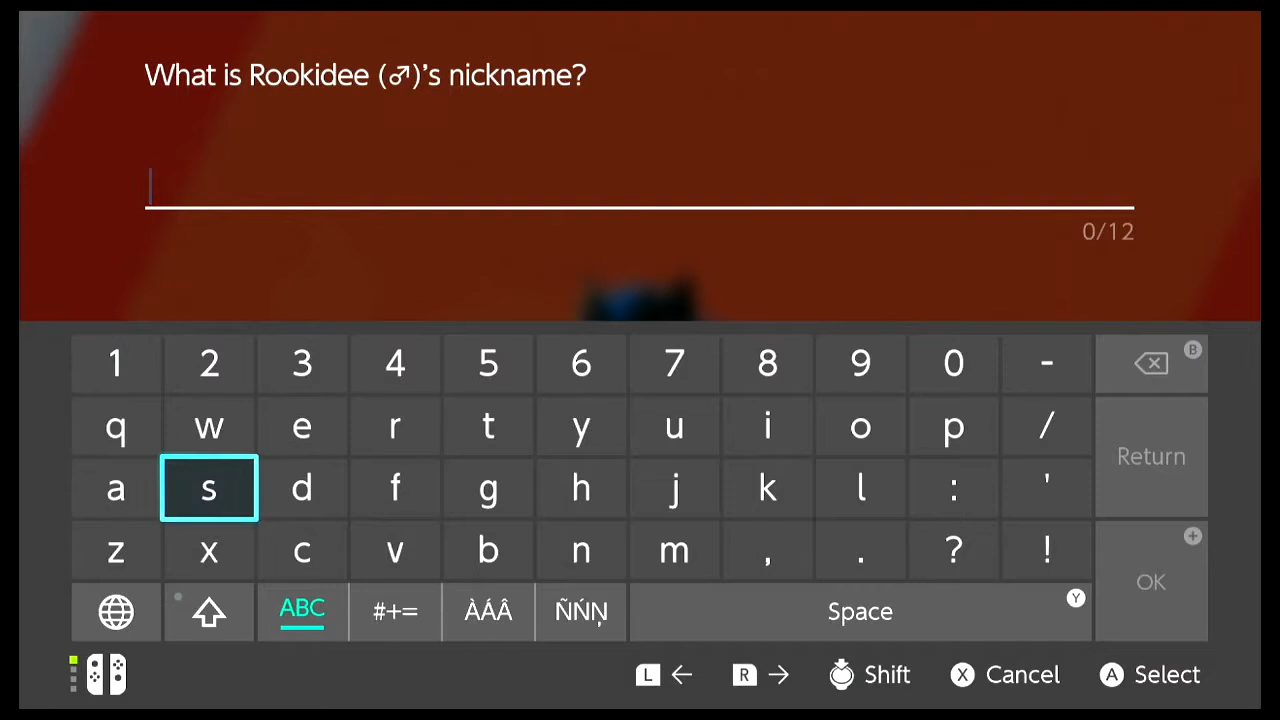 What is Rookidee (♂)'s nickname?
0/12
1 2 3 4 5 6 7 8 9 0 - B
q w e r t y u i o p / Return
a s d f g h j k l : '
z x c v b n m , . ? ! + OK
ABC #+= ÀÁÂ ÑŃŅ Space Y
L ← R → Shift X Cancel A Select